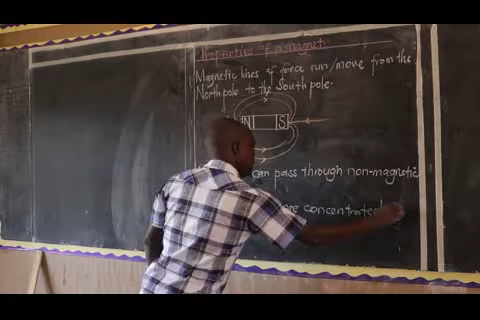 Properties of a magnet
Magnetic lines of force run/move from the
North pole to the South pole.
N S
can pass through non-magnetic
are concentrated